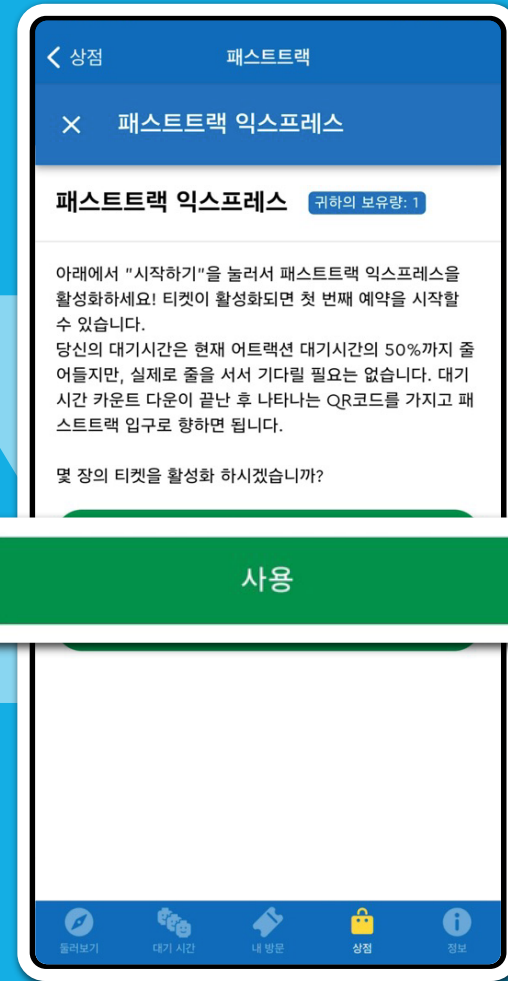 상점
패스트트랙
패스트트랙 익스프레스
패스트트랙 익스프레스 귀하의 보유량: 1
아래에서 "시작하기"을 눌러서 패스트트랙 익스프레스을
활성화하세요! 티켓이 활성화되면 첫 번째 예약을 시작할
수 있습니다.
당신의 대기시간은 현재 어트랙션 대기시간의 50%까지 줄
어들지만, 실제로 줄을 서서 기다릴 필요는 없습니다. 대기
시간 카운트 다운이 끝난 후 나타나는 QR코드를 가지고 패
스트트랙 입구로 향하면 됩니다.
몇 장의 티켓을 활성화 하시겠습니까?
사용
둘러보기
대기 시간
내 방문
상점
정보